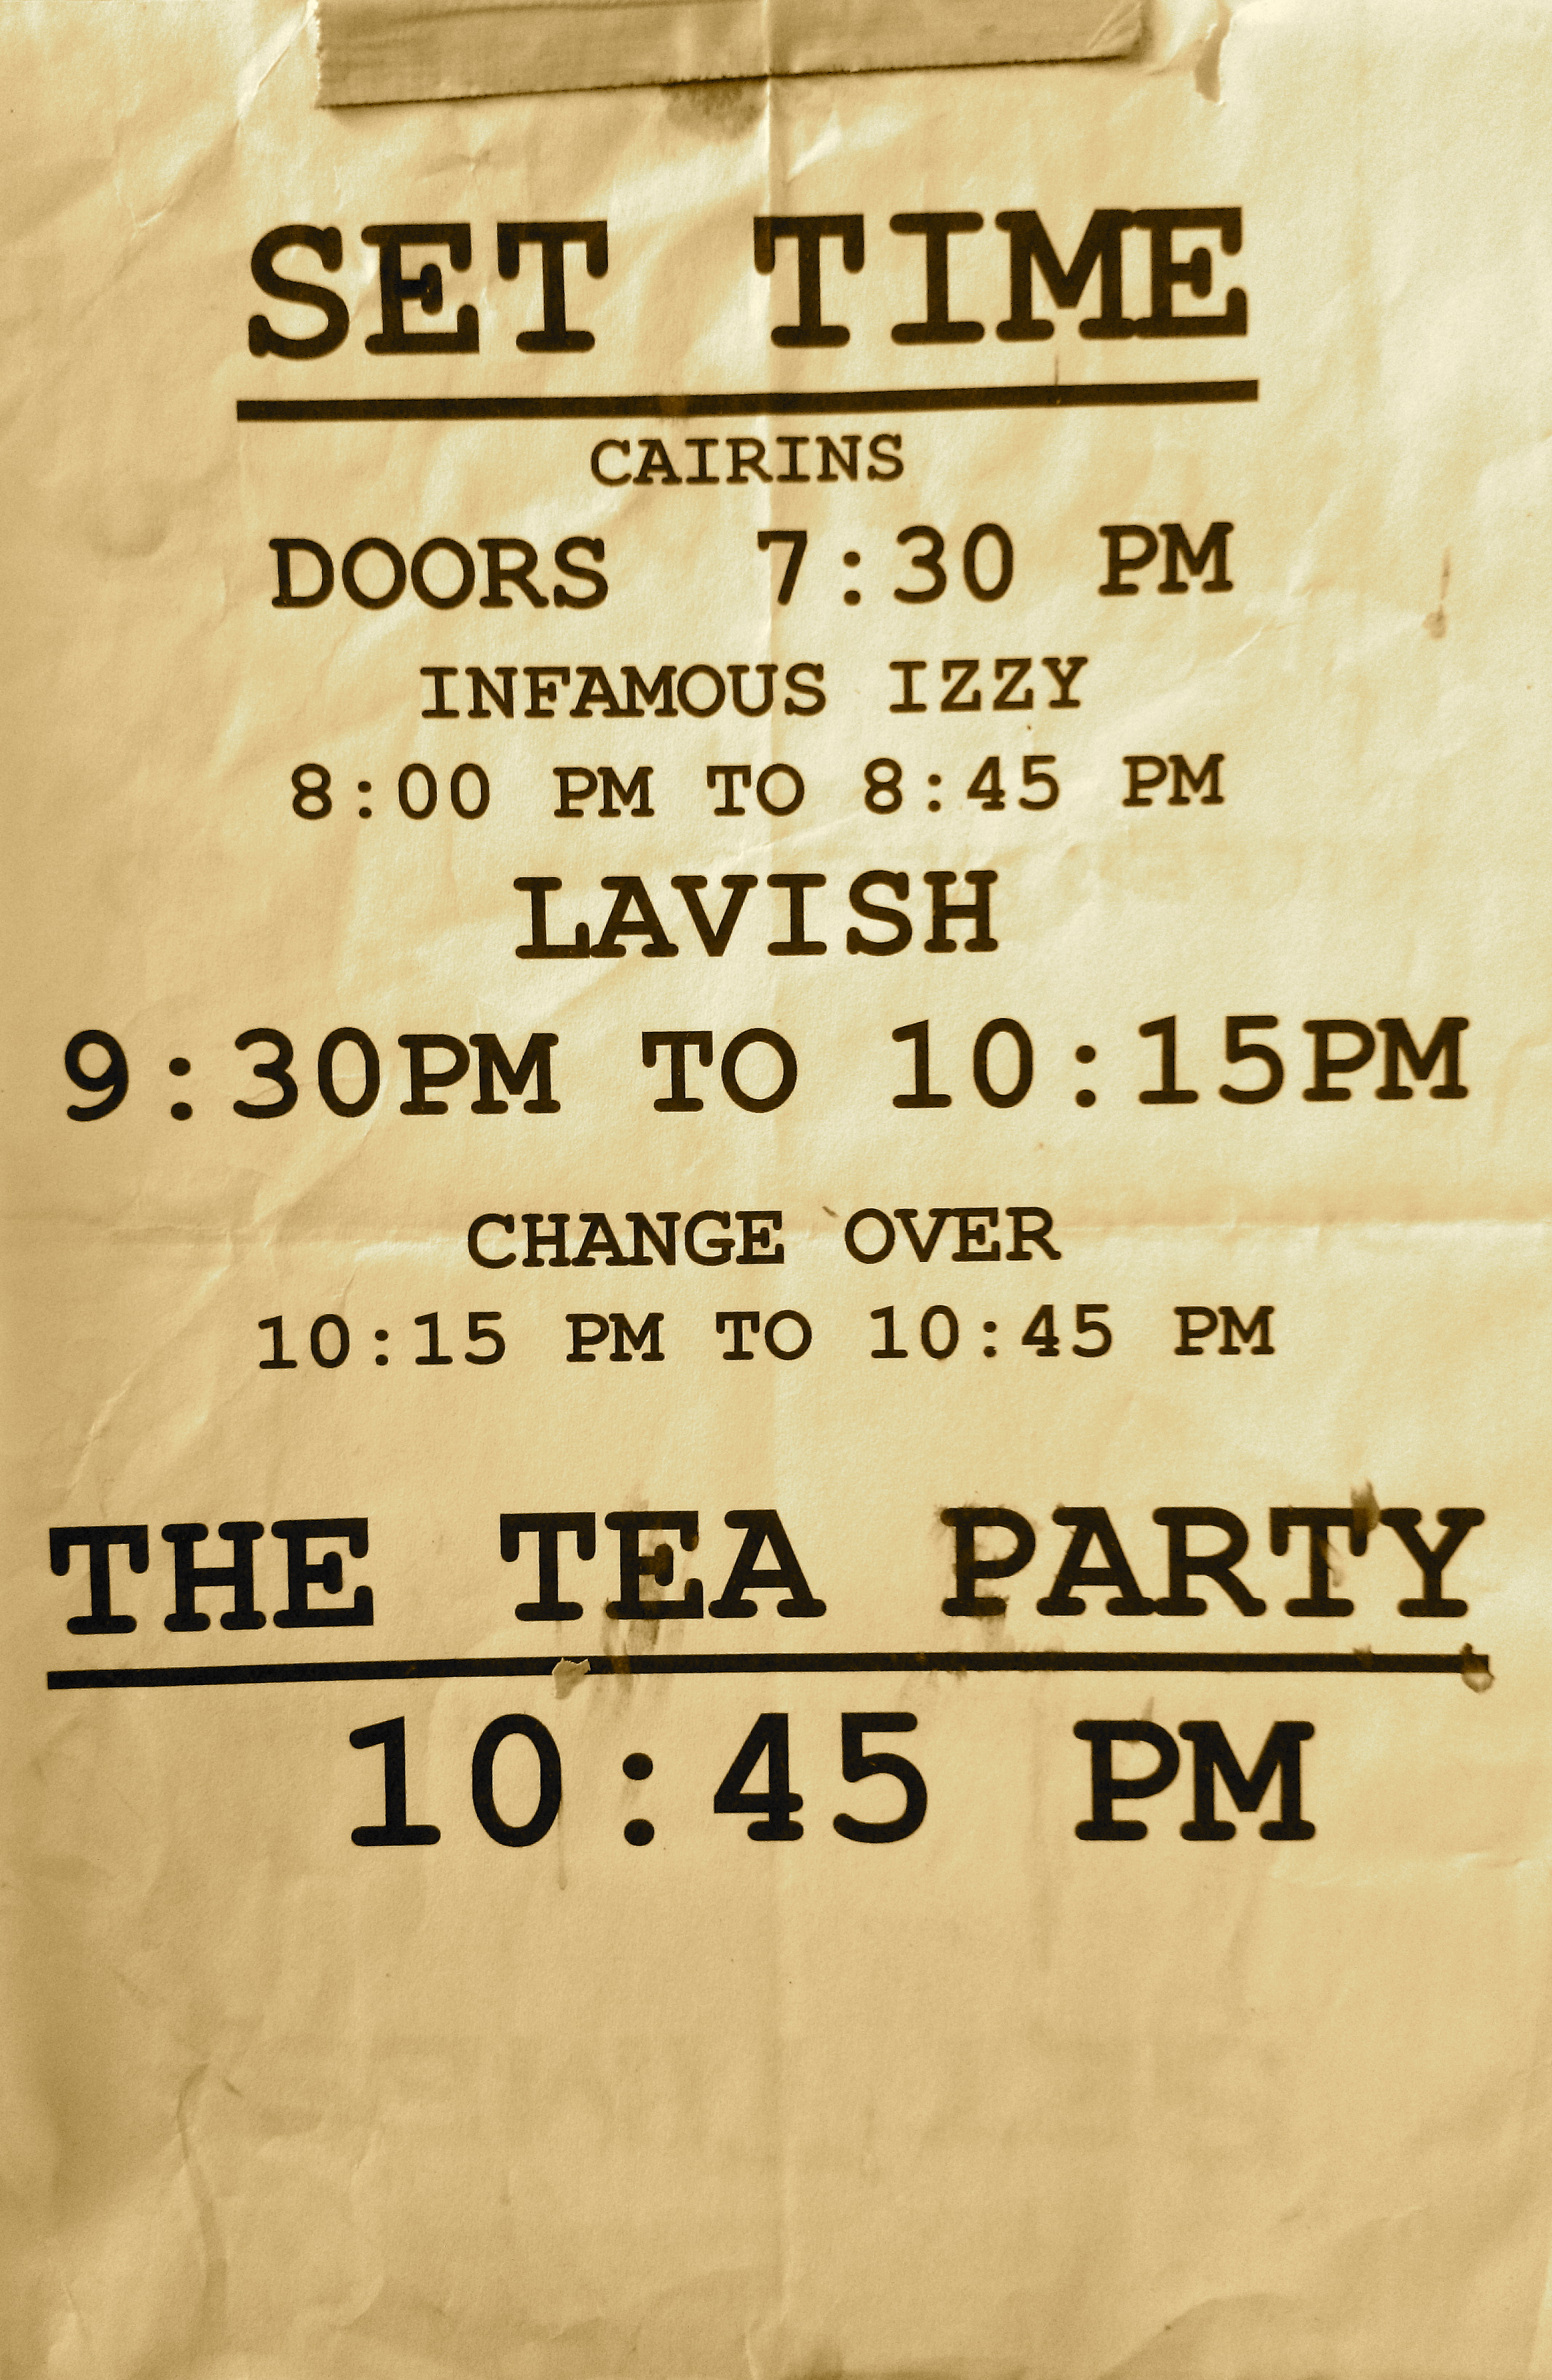 SET TIME
CAIRINS
DOORS 7:30 PM
INFAMOUS IZZY
8:00 PM TO 8:45 PM
LAVISH
9:30PM TO 10:15PM
CHANGE OVER
10:15 PM TO 10:45 PM
THE TEA PARTY
10:45 PM